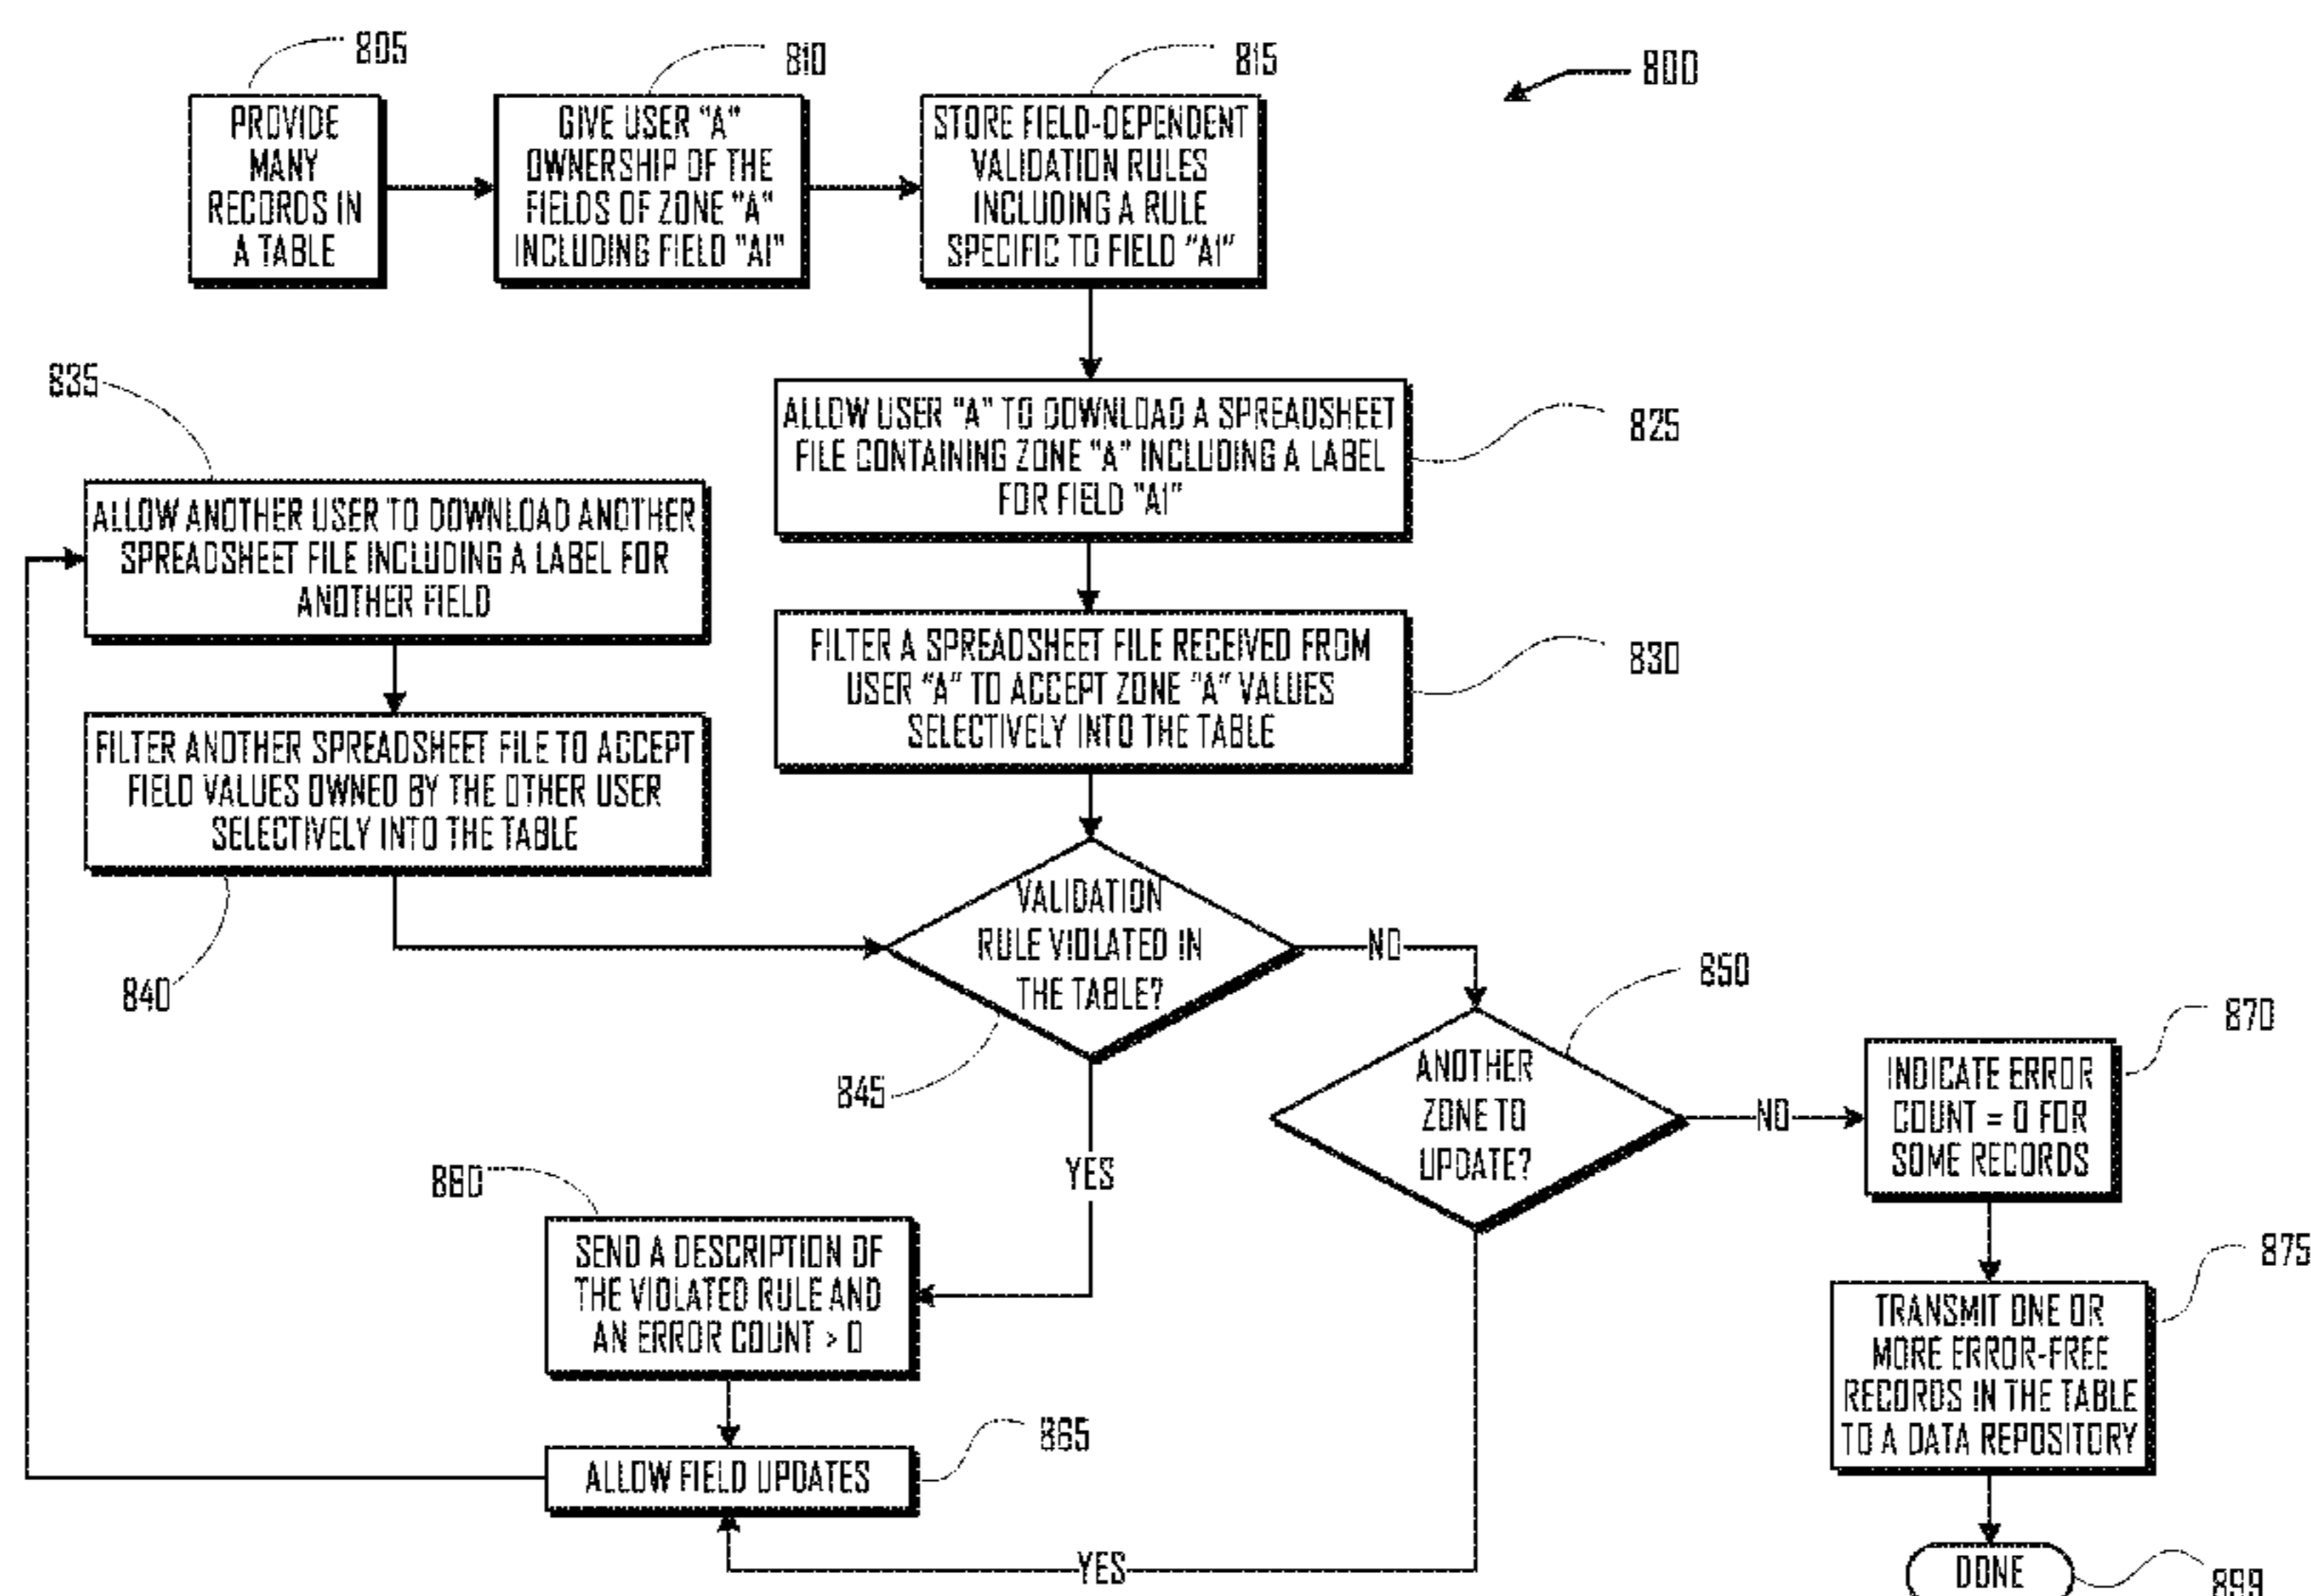 805
PROVIDE
MANY
RECORDS IN
A TABLE
810
GIVE USER "A"
OWNERSHIP OF THE
FIELDS OF ZONE "A"
INCLUDING FIELD "A1"
815
STORE FIELD-DEPENDENT
VALIDATION RULES
INCLUDING A RULE
SPECIFIC TO FIELD "A1"
800
825
ALLOW USER "A" TO DOWNLOAD A SPREADSHEET
FILE CONTAINING ZONE "A" INCLUDING A LABEL
FOR FIELD "A1"
830
FILTER A SPREADSHEET FILE RECEIVED FROM
USER "A" TO ACCEPT ZONE "A" VALUES
SELECTIVELY INTO THE TABLE
835
ALLOW ANOTHER USER TO DOWNLOAD ANOTHER
SPREADSHEET FILE INCLUDING A LABEL FOR
ANOTHER FIELD
FILTER ANOTHER SPREADSHEET FILE TO ACCEPT
FIELD VALUES OWNED BY THE OTHER USER
SELECTIVELY INTO THE TABLE
840
VALIDATION
RULE VIOLATED IN
THE TABLE?
845
NO
YES
850
ANOTHER
ZONE TO
UPDATE?
NO
YES
860
SEND A DESCRIPTION OF
THE VIOLATED RULE AND
AN ERROR COUNT > 0
865
ALLOW FIELD UPDATES
870
INDICATE ERROR
COUNT = 0 FOR
SOME RECORDS
875
TRANSMIT ONE OR
MORE ERROR-FREE
RECORDS IN THE TABLE
TO A DATA REPOSITORY
DONE
899